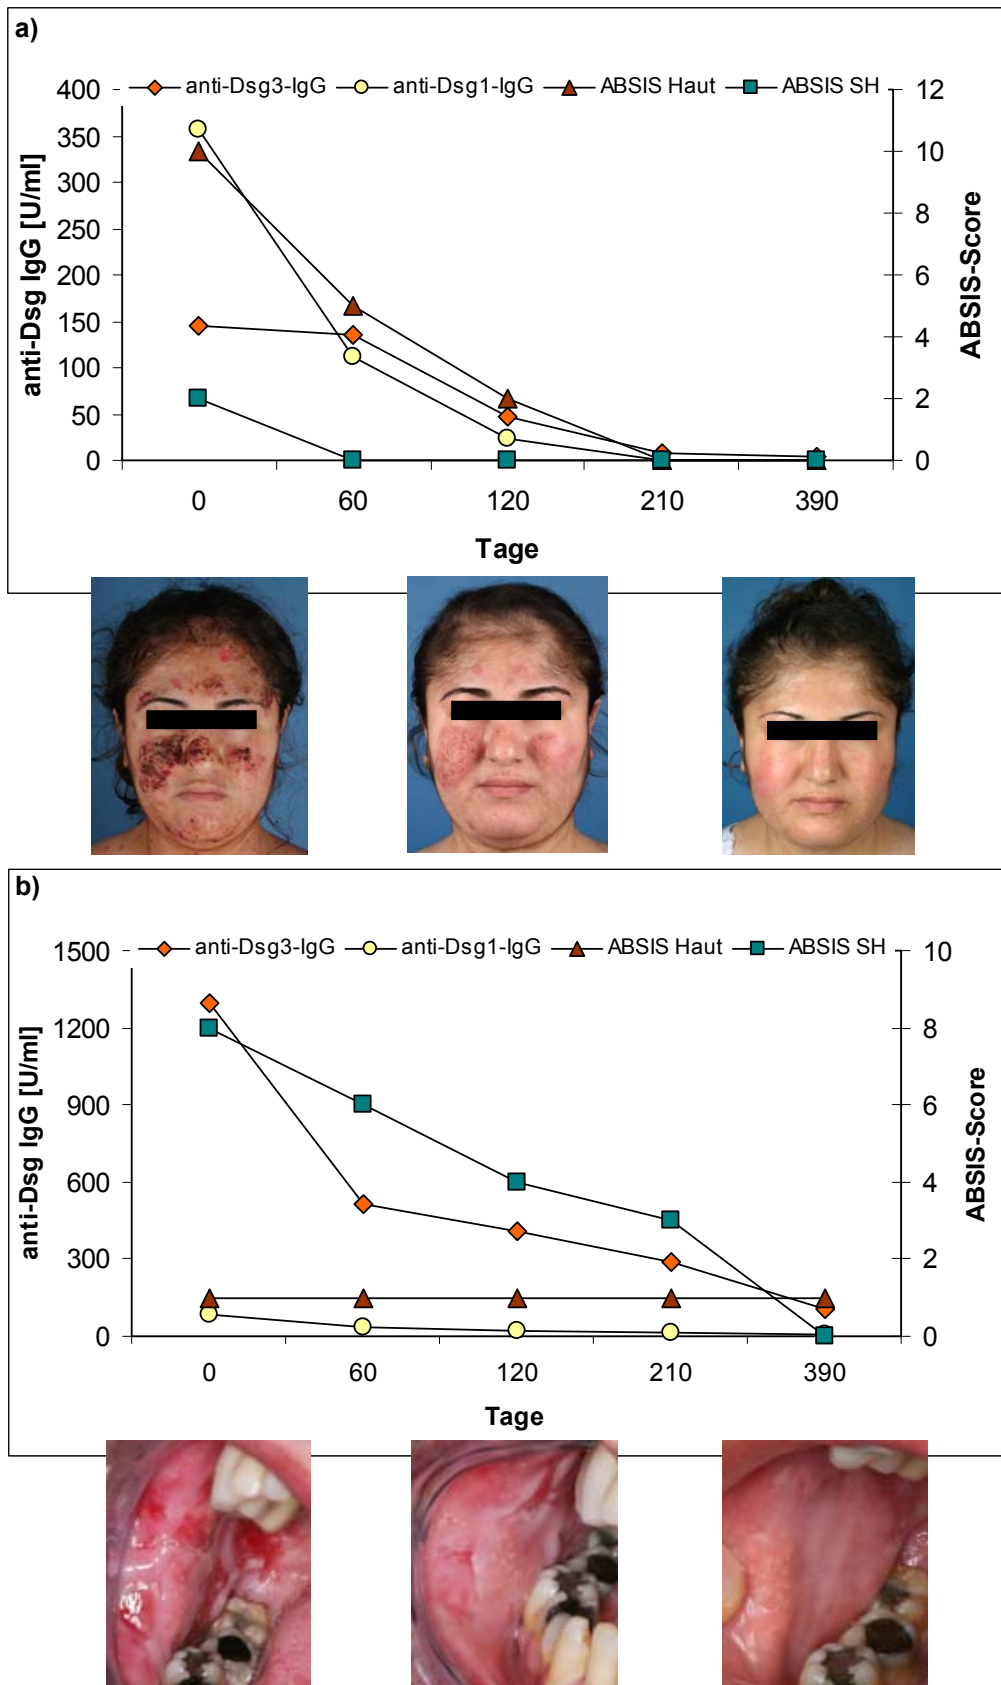 a)
anti-Dsg3-IgG anti-Dsg1-IgG ABSIS Haut ABSIS SH
400 12
350
300 10
250 8
200 6
150
100 4
50 2
0 0
anti-Dsg IgG [U/ml]
ABSIS-Score
0 60 120 210 390
Tage
b)
anti-Dsg3-IgG anti-Dsg1-IgG ABSIS Haut ABSIS SH
1500 10
1200 8
900 6
600 4
300 2
0 0
anti-Dsg IgG [U/ml]
ABSIS-Score
0 60 120 210 390
Tage